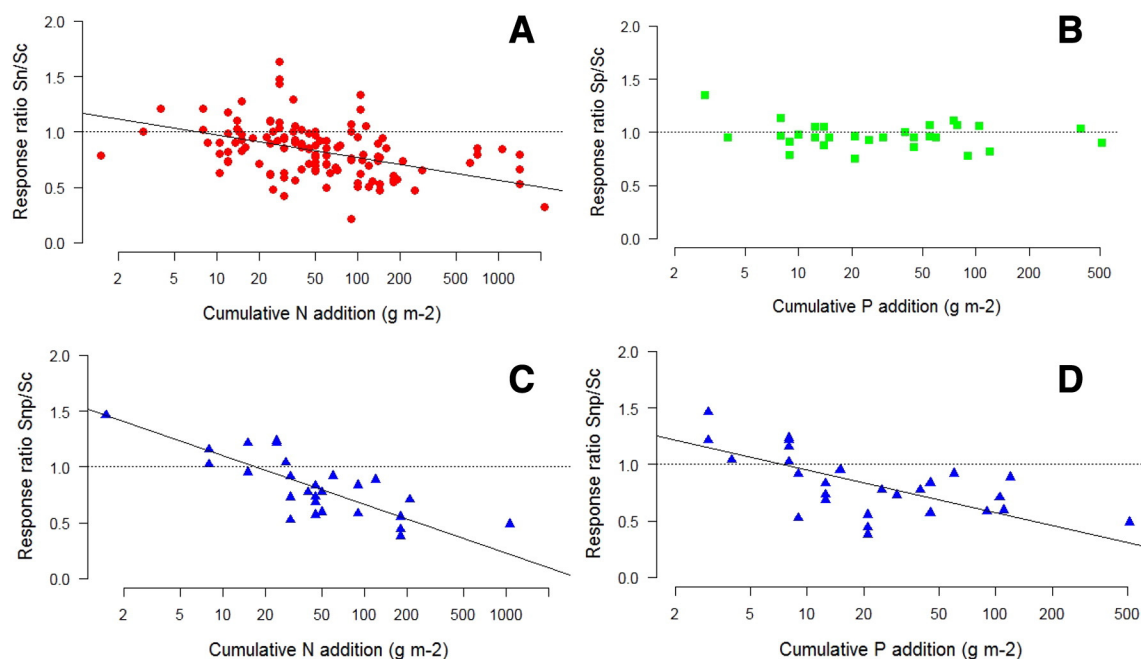 A
Response ratio Sn/Sc
2.0
1.5
1.0
0.5
0.0
2 5 10 20 50 100 200 500 1000
Cumulative N addition (g m-2)
B
Response ratio Sp/Sc
2.0
1.5
1.0
0.5
0.0
2 5 10 20 50 100 200 500
Cumulative P addition (g m-2)
C
Response ratio Snp/Sc
2.0
1.5
1.0
0.5
0.0
2 5 10 20 50 100 200 500 1000
Cumulative N addition (g m-2)
D
Response ratio Snp/Sc
2.0
1.5
1.0
0.5
0.0
2 5 10 20 50 100 200 500
Cumulative P addition (g m-2)